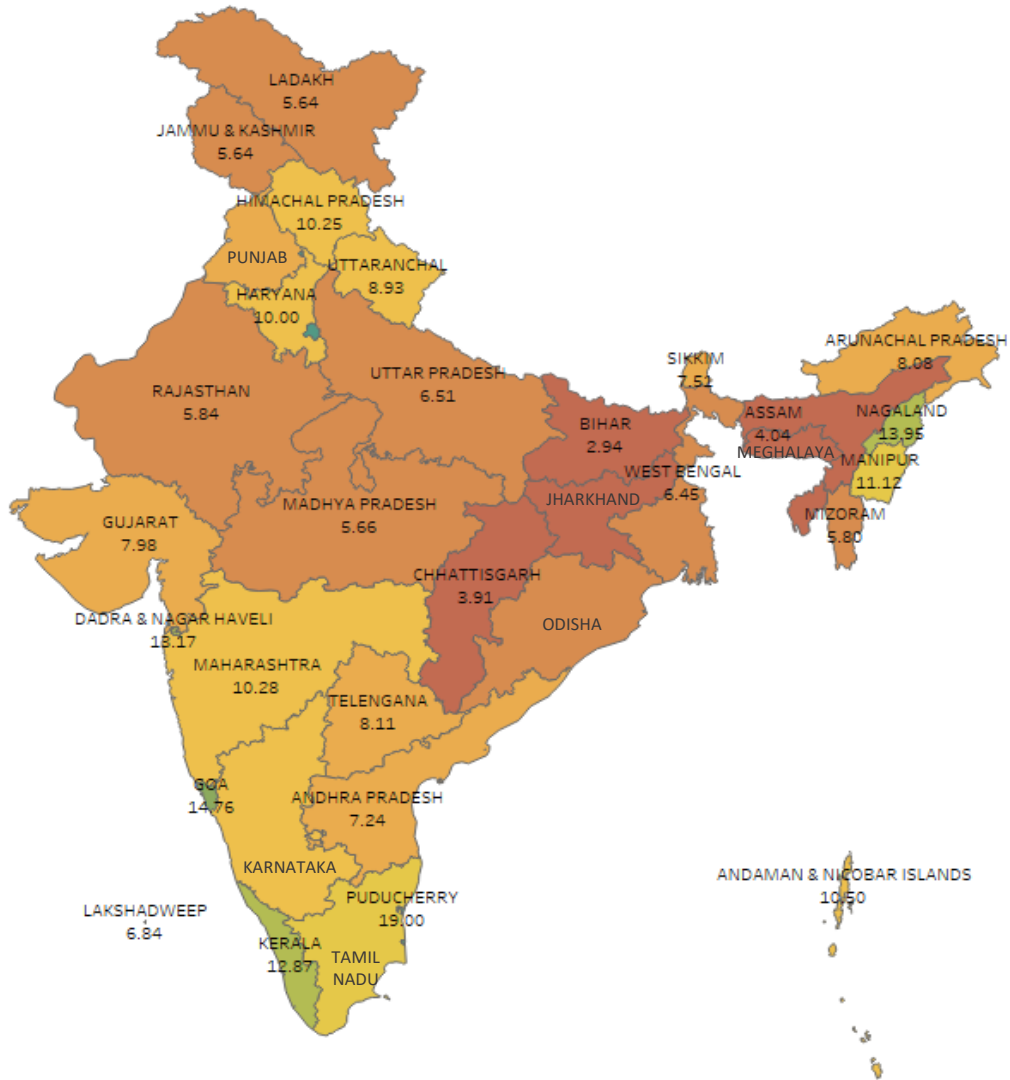 LADAKH
5.64
JAMMU & KASHMIR
5.64
HIMACHAL PRADESH
10.25
PUNJAB
UTTARANCHAL
8.93
HARYANA
10.00
ARUNACHAL PRADESH
8.08
SIKKIM
7.52
UTTAR PRADESH
6.51
RAJASTHAN
5.84
BIHAR
2.94
ASSAM
4.04
NAGALAND
13.95
MEGHALAYA
MANIPUR
11.12
WEST BENGAL
6.45
JHARKHAND
MADHYA PRADESH
5.66
MIZORAM
5.80
GUJARAT
7.98
CHHATTISGARH
3.91
DADRA & NAGAR HAVELI
13.17
ODISHA
MAHARASHTRA
10.28
TELENGANA
8.11
GOA
14.76
ANDHRA PRADESH
7.24
KARNATAKA
ANDAMAN & NICOBAR ISLANDS
10.50
PUDUCHERRY
19.00
LAKSHADWEEP
6.84
KERALA
12.87
TAMIL
NADU